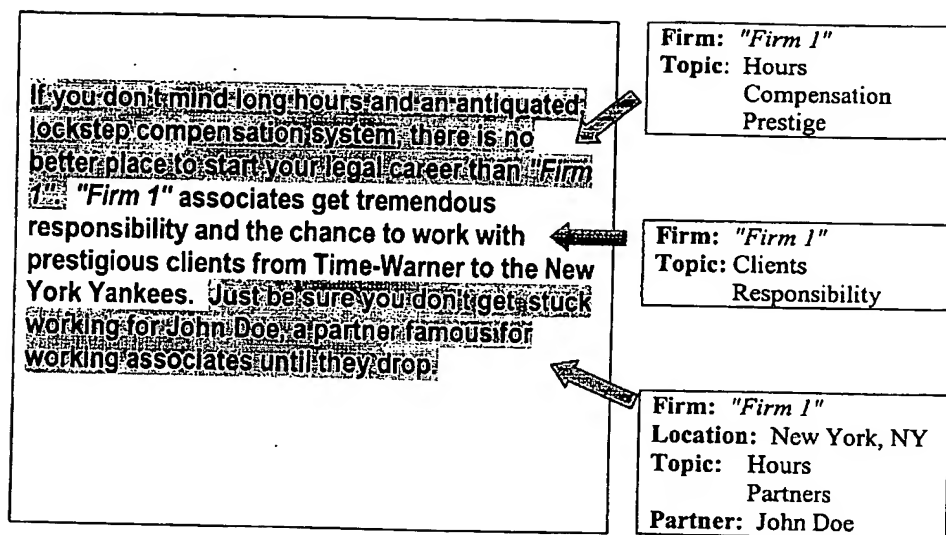 If you don't mind long hours and an antiquated
lockstep compensation system, there is no
better place to start your legal career than "Firm
1". "Firm 1" associates get tremendous
responsibility and the chance to work with
prestigious clients from Time-Warner to the New
York Yankees. Just be sure you don't get stuck
working for John Doe, a partner famous for
working associates until they drop.
Firm: "Firm 1"
Topic: Hours
Compensation
Prestige
Firm: "Firm 1"
Topic: Clients
Responsibility
Firm: "Firm 1"
Location: New York, NY
Topic: Hours
Partners
Partner: John Doe